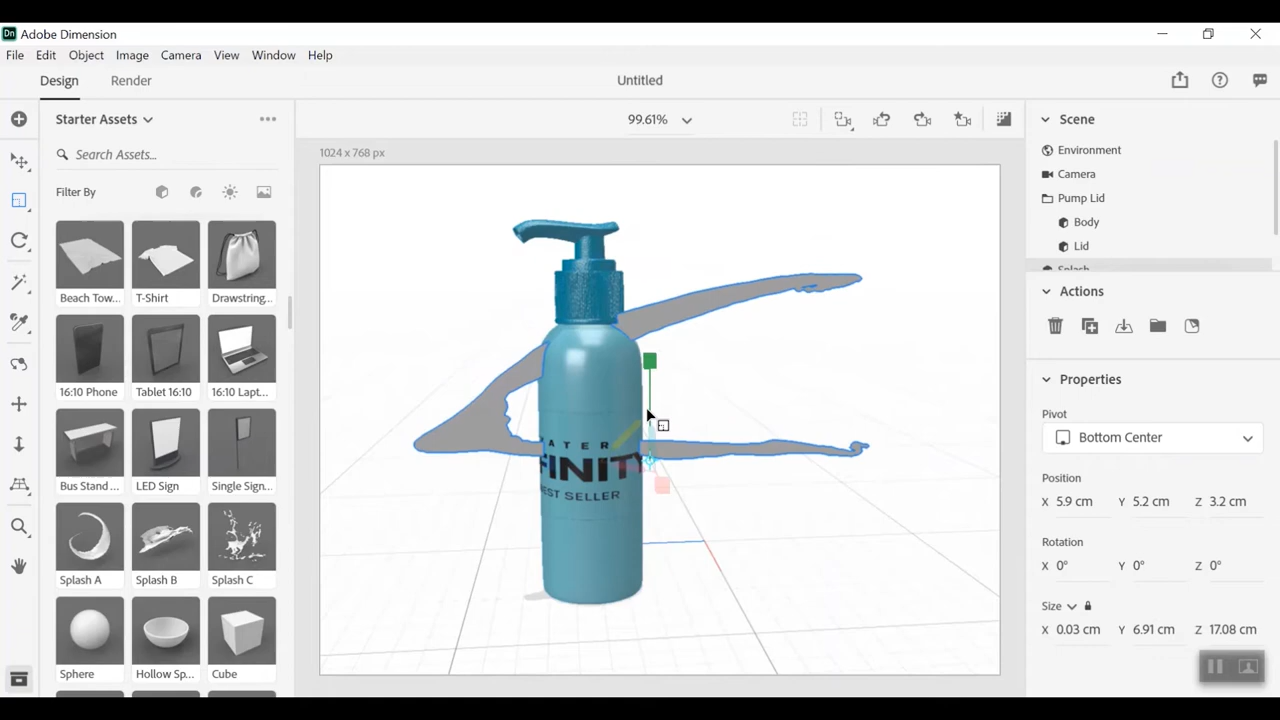 Adobe Dimension
File Edit Object Image Camera View Window Help
Design Render Untitled
Starter Assets 99.61% Scene
Search Assets...
1024 x 768 px
Environment
Camera
Filter By
Pump Lid
Body
Lid
Splash
Beach Tow... T-Shirt Drawstring...
Actions
16:10 Phone Tablet 16:10 16:10 Lapt...
Properties
Pivot
Bottom Center
ATER
FINITY
EST SELLER
Bus Stand ... LED Sign Single Sign...
Position
X 5.9 cm Y 5.2 cm Z 3.2 cm
Rotation
X 0° Y 0° Z 0°
Splash A Splash B Splash C
Size
X 0.03 cm Y 6.91 cm Z 17.08 cm
Sphere Hollow Sp... Cube